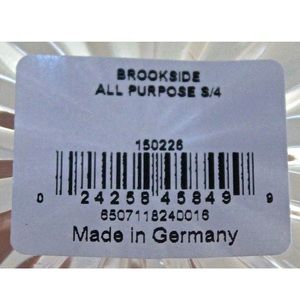 BROOKSIDE
ALL PURPOSE S/4
150226
0 24258 45849 9
6507118240016
Made in Germany